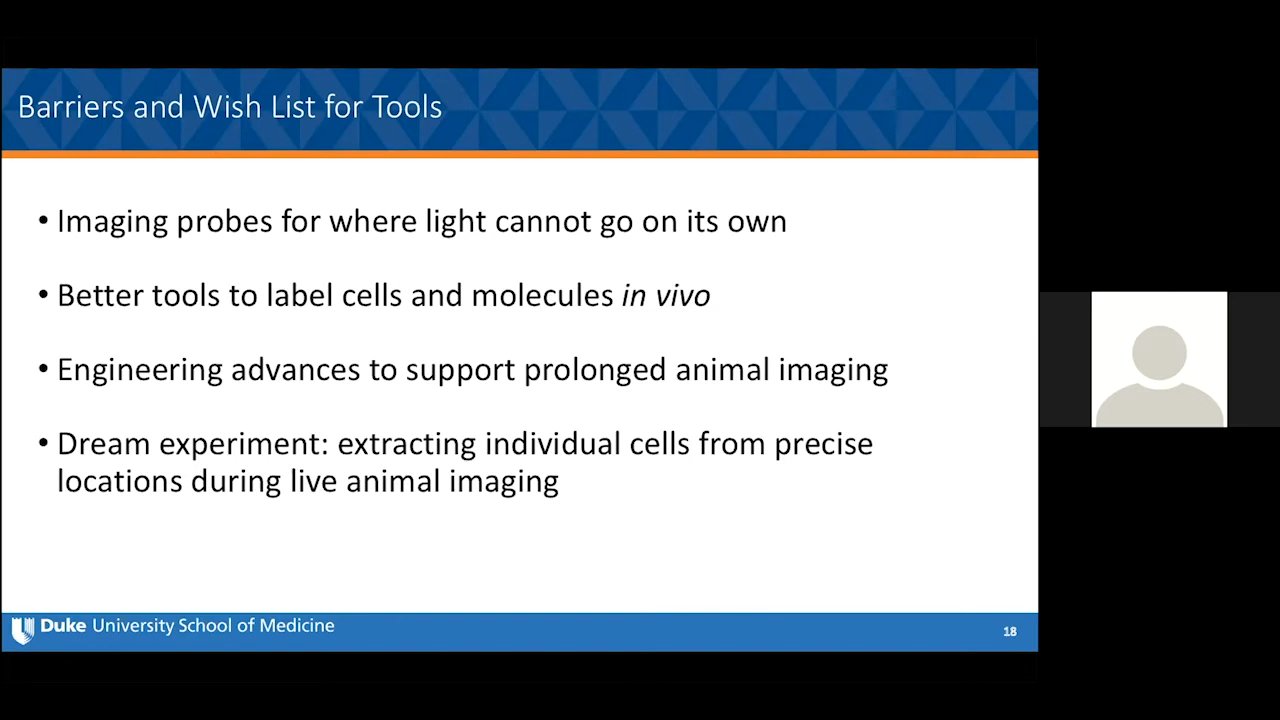 Barriers and Wish List for Tools
• Imaging probes for where light cannot go on its own
• Better tools to label cells and molecules in vivo
• Engineering advances to support prolonged animal imaging
• Dream experiment: extracting individual cells from precise
locations during live animal imaging
Duke University School of Medicine
18